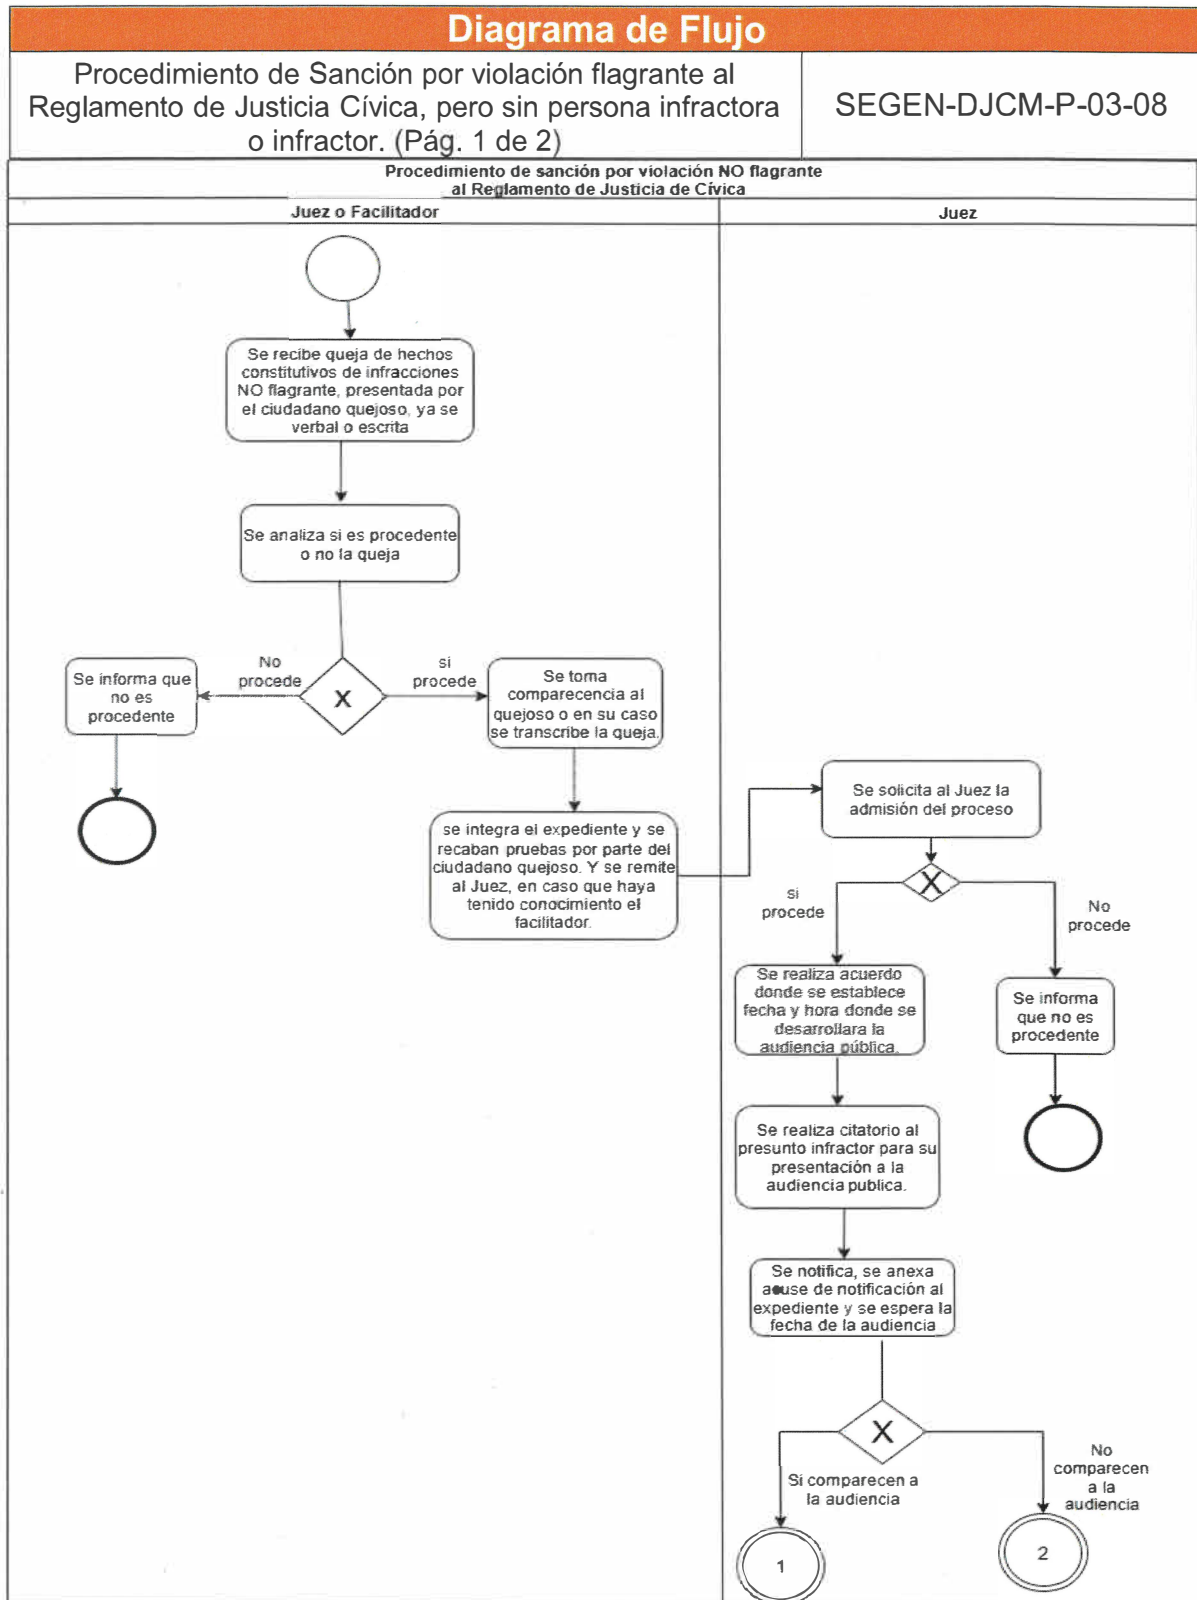 Diagrama de Flujo
Procedimiento de Sanción por violación flagrante al
Reglamento de Justicia Cívica, pero sin persona infractora
o infractor. (Pág. 1 de 2)
SEGEN-DJCM-P-03-08
Procedimiento de sanción por violación NO flagrante
al Reglamento de Justicia de Cívica
Juez o Facilitador
Juez
Se recibe queja de hechos
constitutivos de infracciones
NO flagrante, presentada por
el ciudadano quejoso, ya se
verbal o escrita
Se analiza si es procedente
o no la queja
X
No
procede
si
procede
Se informa que
no es
procedente
Se toma
comparecencia al
quejoso o en su caso
se transcribe la queja.
se integra el expediente y se
recaban pruebas por parte del
ciudadano quejoso. Y se remite
al Juez, en caso que haya
tenido conocimiento el
facilitador.
Se solicita al Juez la
admisión del proceso
X
si
procede
No
procede
Se realiza acuerdo
donde se establece
fecha y hora donde se
desarrollara la
audiencia pública.
Se informa
que no es
procedente
Se realiza citatorio al
presunto infractor para su
presentación a la
audiencia publica.
Se notifica, se anexa
de notificación al
expediente y se espera la
fecha de la audiencia
X
Si comparecen a
la audiencia
No
comparecen
a la
audiencia
1
2